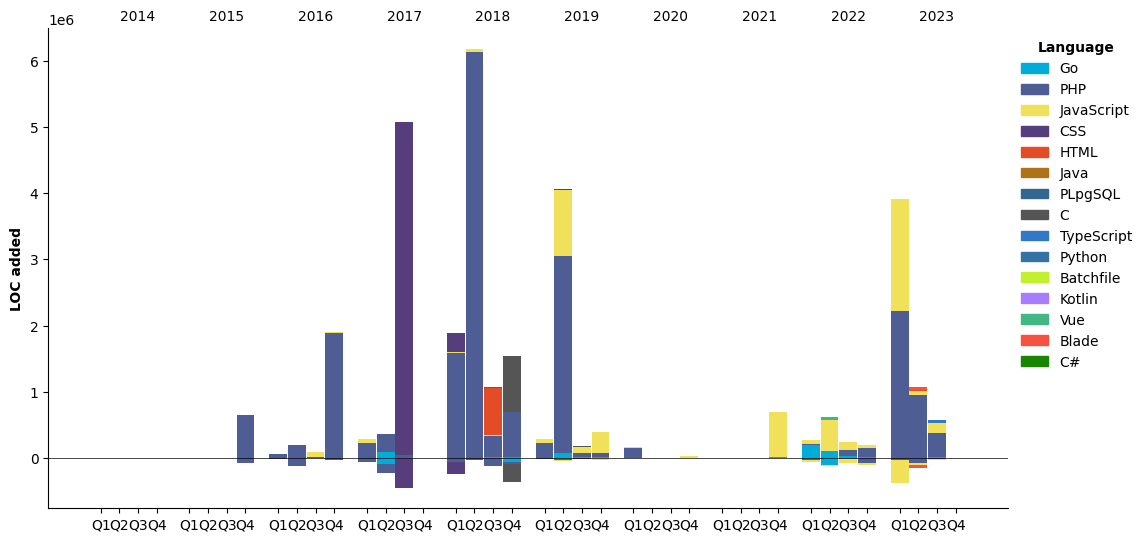 2014 2015 2016 2017 2018 2019 2020 2021 2022 2023
1e6
6
5
4
3
2
1
0
LOC added
Q1Q2Q3Q4 Q1Q2Q3Q4 Q1Q2Q3Q4 Q1Q2Q3Q4 Q1Q2Q3Q4 Q1Q2Q3Q4 Q1Q2Q3Q4 Q1Q2Q3Q4 Q1Q2Q3Q4 Q1Q2Q3Q4
Language
Go
PHP
JavaScript
CSS
HTML
Java
PLpgSQL
C
TypeScript
Python
Batchfile
Kotlin
Vue
Blade
C#